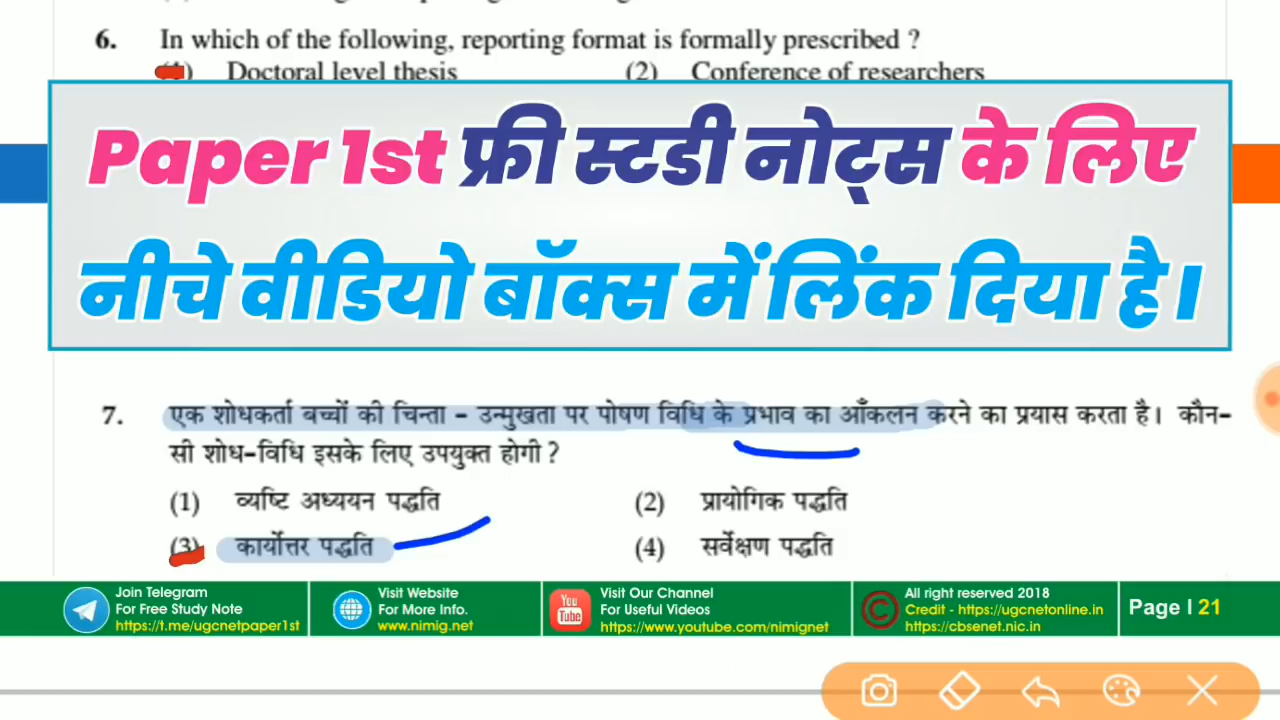 6. In which of the following, reporting format is formally prescribed ?
Doctoral level thesis (2) Conference of researchers
Paper 1st फ्री स्टडी नोट्स के लिए
नीचे वीडियो बॉक्स में लिंक दिया है।
7. एक शोधकर्ता बच्चों की चिन्ता - उन्मुखता पर पोषण विधि के प्रभाव का आँकलन करने का प्रयास करता है। कौन-
सी शोध-विधि इसके लिए उपयुक्त होगी ?
(1) व्यष्टि अध्ययन पद्धति (2) प्रायोगिक पद्धति
(3) कार्योत्तर पद्धति (4) सर्वेक्षण पद्धति
Join Telegram
For Free Study Note
https://t.me/ugcnetpaper1st
Visit Website
For More Info.
www.nimig.net
You
Tube
Visit Our Channel
For Useful Videos
https://www.youtube.com/nimignet
C
All right reserved 2018
Credit - https://ugcnetonline.in
https://cbsenet.nic.in
Page I 21